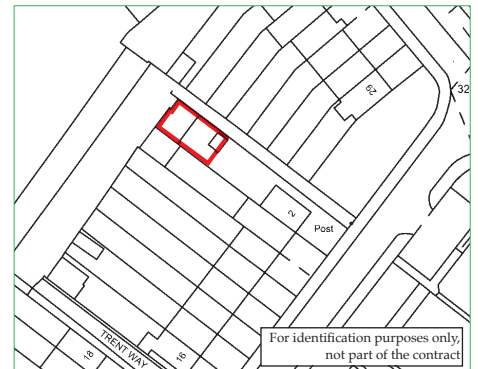 29
32
2
Post
TRENT WAY
18
16
For identification purposes only,
not part of the contract